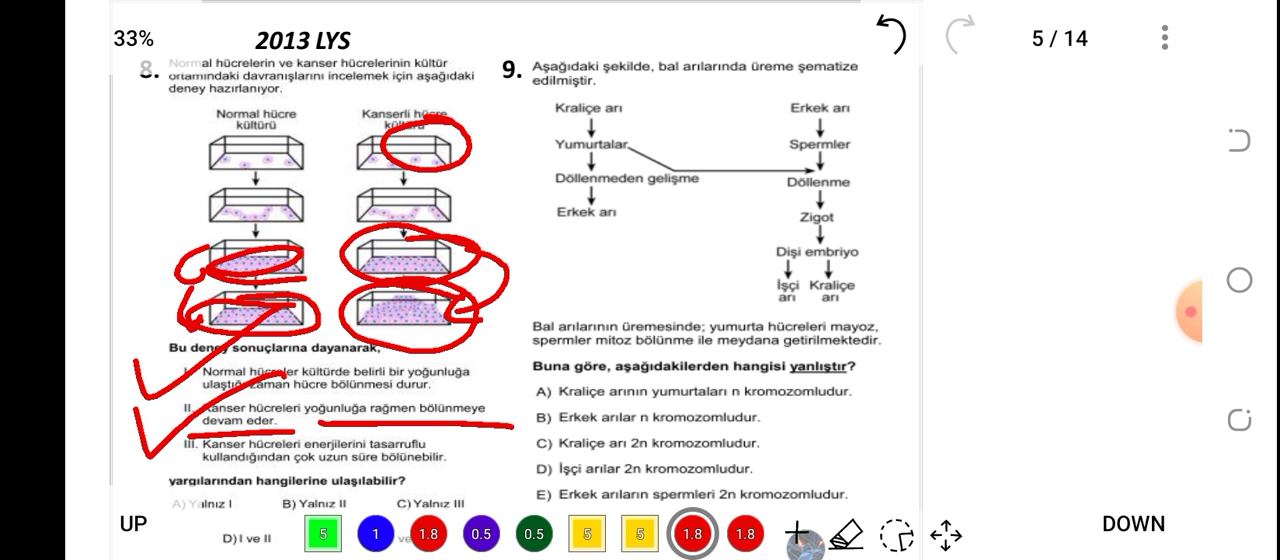 33%
2013 LYS
5 / 14
8. Normal hücrelerin ve kanser hücrelerinin kültür
ortamındaki davranışlarını incelemek için aşağıdaki
deney hazırlanıyor.
Normal hücre
kültürü
Kanserli hücre
kültürü
Bu deney sonuçlarına dayanarak,
I. Normal hücreler kültürde belirli bir yoğunluğa
ulaştığı zaman hücre bölünmesi durur.
II. Kanser hücreleri yoğunluğa rağmen bölünmeye
devam eder.
III. Kanser hücreleri enerjilerini tasarruflu
kullandığından çok uzun süre bölünebilir.
yargılarından hangilerine ulaşılabilir?
A) Yalnız I B) Yalnız II C) Yalnız III
D) I ve II ve
9. Aşağıdaki şekilde, bal arılarında üreme şematize
edilmiştir.
Kraliçe arı
Yumurtalar
Döllenmeden gelişme
Erkek arı
Erkek arı
Spermler
Döllenme
Zigot
Dişi embriyo
İşçi
arı
Kraliçe
arı
Bal arılarının üremesinde; yumurta hücreleri mayoz,
spermler mitoz bölünme ile meydana getirilmektedir.
Buna göre, aşağıdakilerden hangisi yanlıştır?
A) Kraliçe arının yumurtaları n kromozomludur.
B) Erkek arılar n kromozomludur.
C) Kraliçe arı 2n kromozomludur.
D) İşçi arılar 2n kromozomludur.
E) Erkek arıların spermleri 2n kromozomludur.
UP
5 1 1.8 0.5 0.5 5 5 1.8 1.8
DOWN